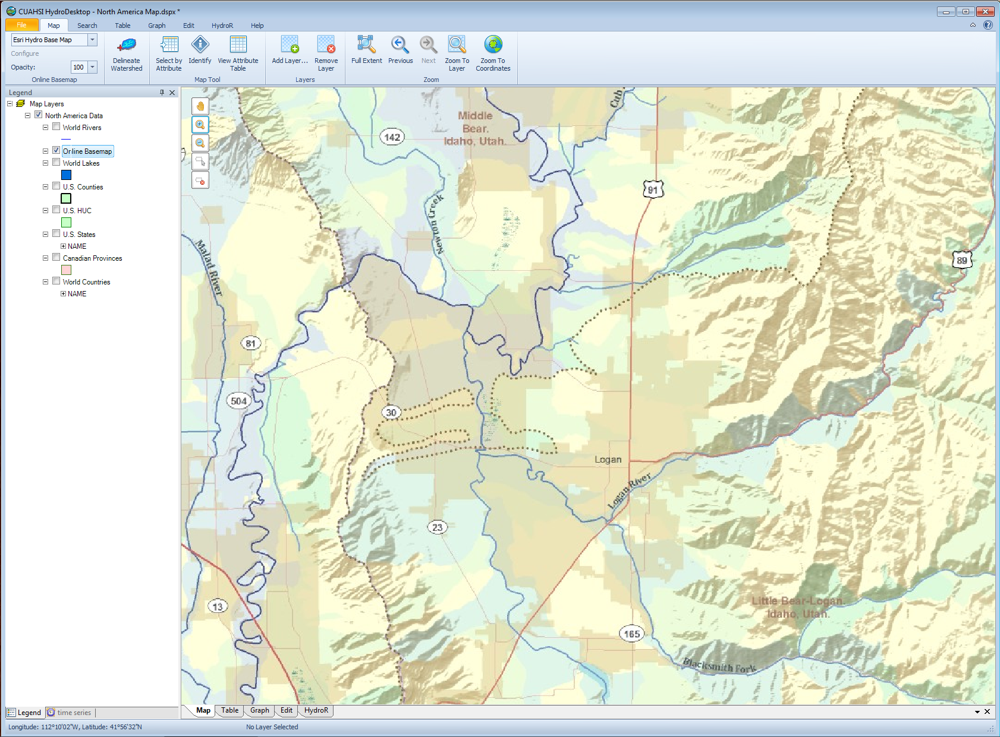 CUAHSI HydroDesktop - North America Map.dspx *
File
Map
Search
Table
Graph
Edit
HydroR
Help
Esri Hydro Base Map
Configure
Opacity:
100
Online Basemap
Delineate
Watershed
Select by
Attribute
Identify
View Attribute
Table
Map Tool
Add Layer...
Remove
Layer
Layers
Full Extent
Previous
Next
Zoom To
Layer
Zoom To
Coordinates
Zoom
Legend
Map Layers
North America Data
World Rivers
Online Basemap
World Lakes
U.S. Counties
U.S. HUC
U.S. States
NAME
Canadian Provinces
World Countries
NAME
Middle
Bear.
Idaho, Utah.
Cub
142
91
Newton Creek
Malad River
89
81
504
30
Logan
Logan River
23
13
Little Bear-Logan.
Idaho, Utah.
165
Blacksmith Fork
Legend
time series
Map
Table
Graph
Edit
HydroR
Longitude: 112°10'02"W, Latitude: 41°56'32"N
No Layer Selected